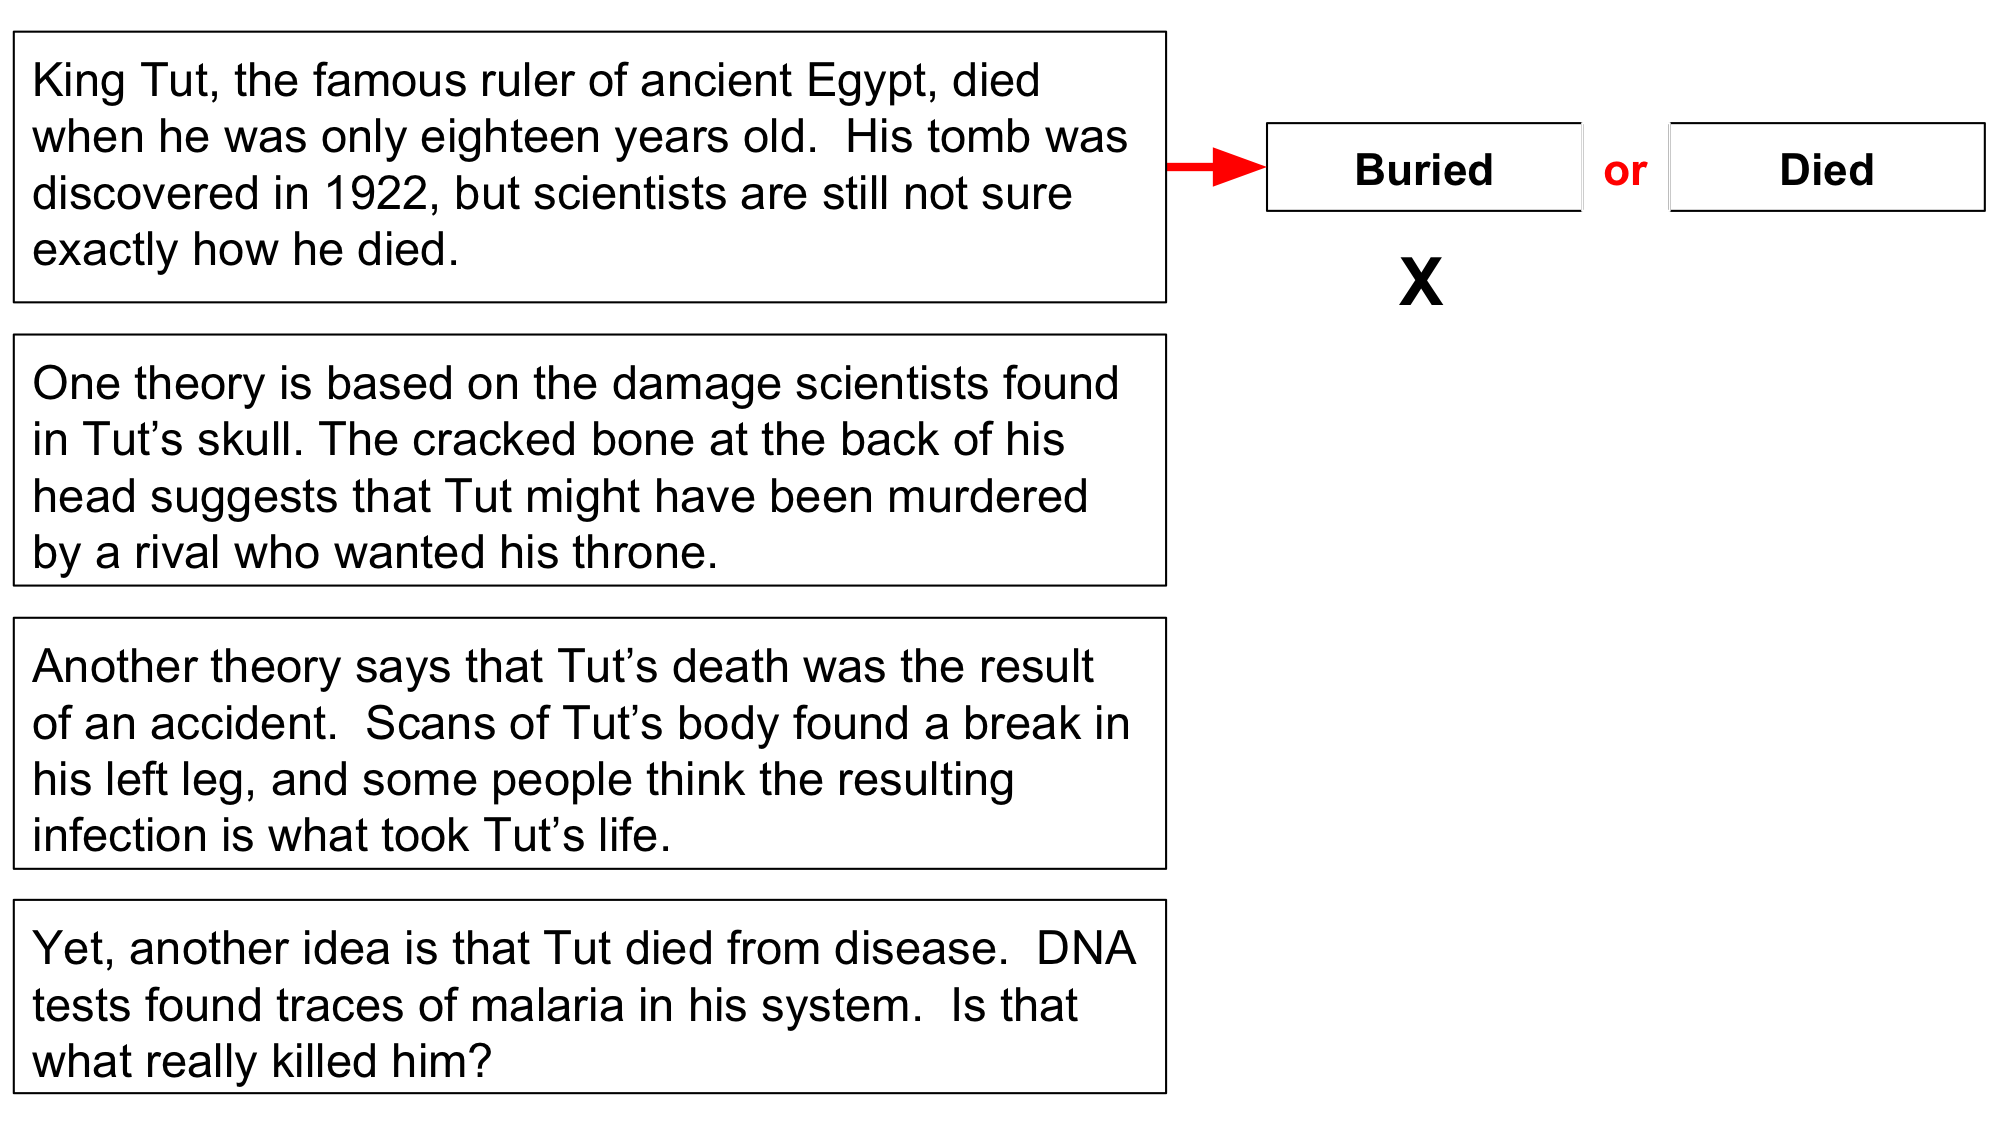 King Tut, the famous ruler of ancient Egypt, died
when he was only eighteen years old.  His tomb was
discovered in 1922, but scientists are still not sure
exactly how he died.
Buried or Died
X
One theory is based on the damage scientists found
in Tut’s skull. The cracked bone at the back of his
head suggests that Tut might have been murdered
by a rival who wanted his throne.
Another theory says that Tut’s death was the result
of an accident.  Scans of Tut’s body found a break in
his left leg, and some people think the resulting
infection is what took Tut’s life.
Yet, another idea is that Tut died from disease.  DNA
tests found traces of malaria in his system.  Is that
what really killed him?